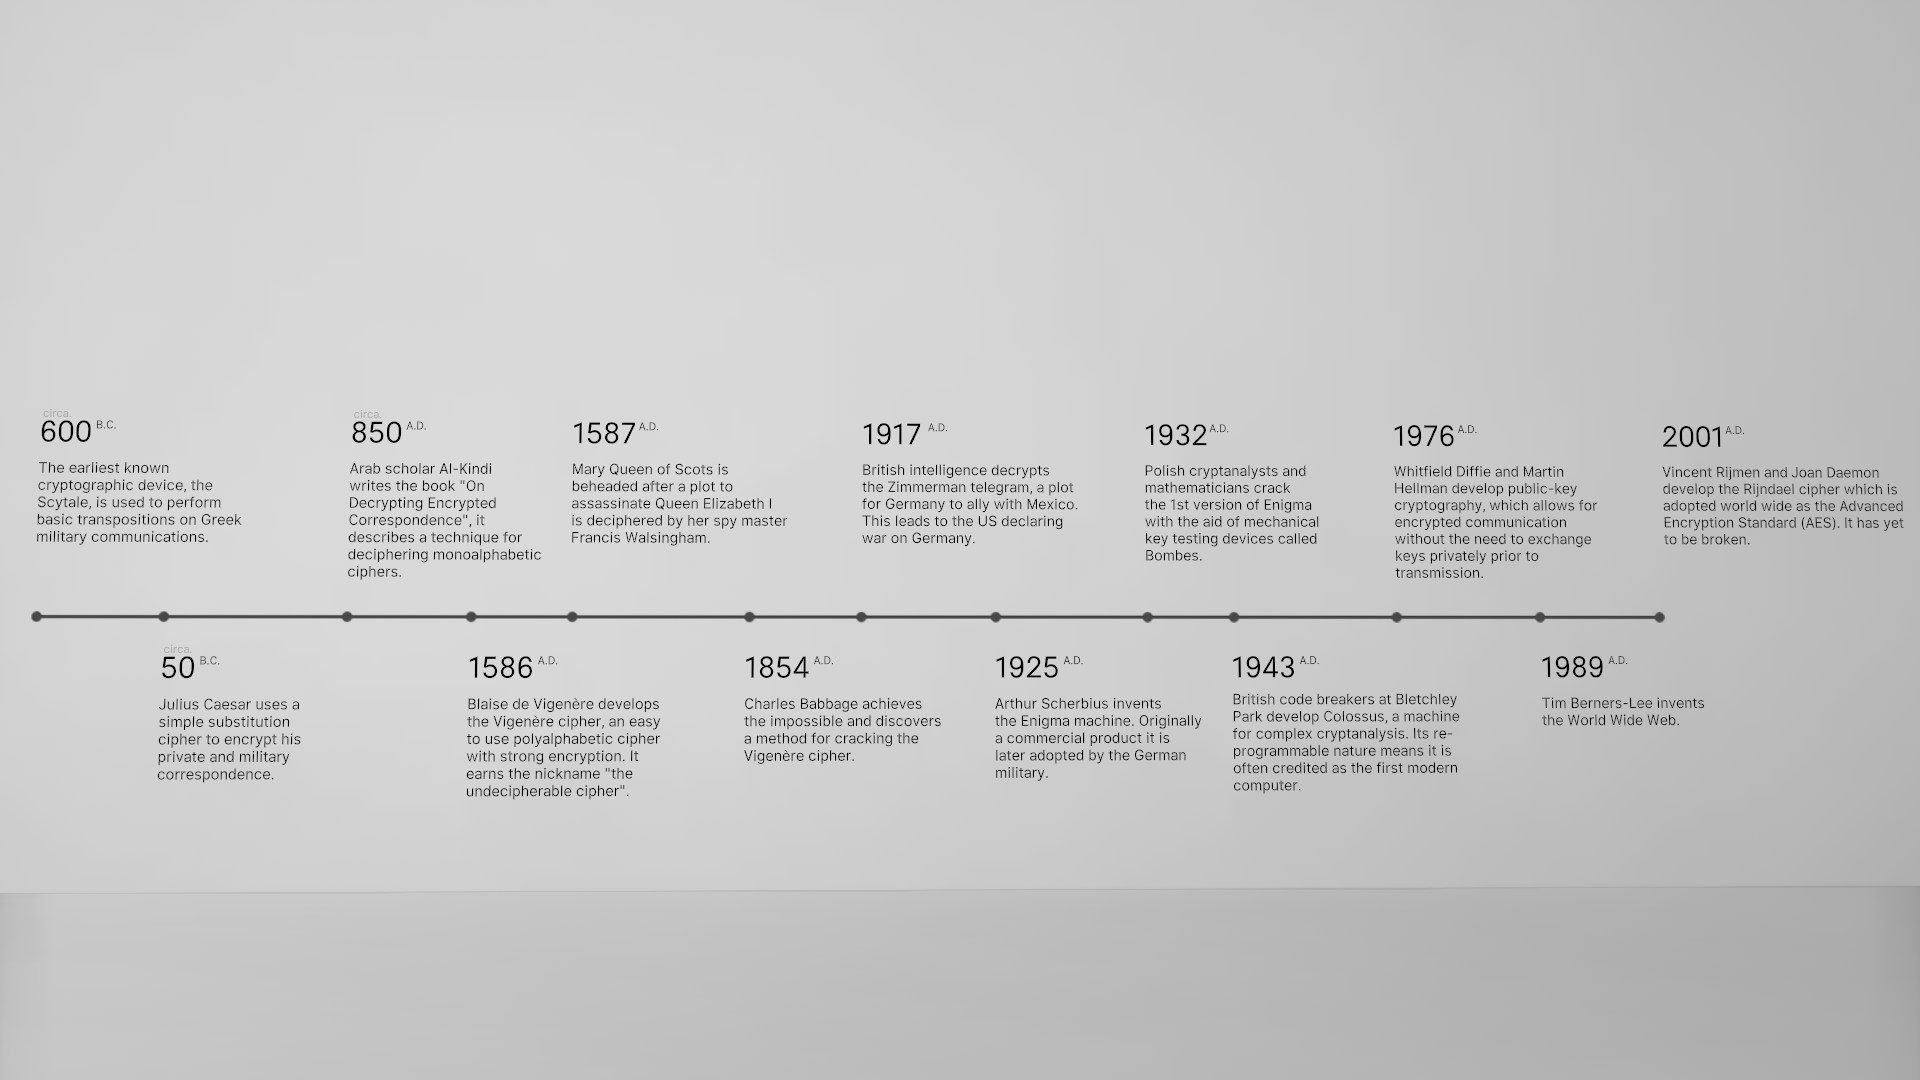 circa.
600 B.C.
The earliest known
cryptographic device, the
Scytale, is used to perform
basic transpositions on Greek
military communications.
circa.
50 B.C.
Julius Caesar uses a
simple substitution
cipher to encrypt his
private and military
correspondence.
circa.
850 A.D.
Arab scholar Al-Kindi
writes the book "On
Decrypting Encrypted
Correspondence", it
describes a technique for
deciphering monoalphabetic
ciphers.
1586 A.D.
Blaise de Vigenère develops
the Vigenère cipher, an easy
to use polyalphabetic cipher
with strong encryption. It
earns the nickname "the
undecipherable cipher".
1587 A.D.
Mary Queen of Scots is
beheaded after a plot to
assassinate Queen Elizabeth I
is deciphered by her spy master
Francis Walsingham.
1854 A.D.
Charles Babbage achieves
the impossible and discovers
a method for cracking the
Vigenère cipher.
1917 A.D.
British intelligence decrypts
the Zimmerman telegram, a plot
for Germany to ally with Mexico.
This leads to the US declaring
war on Germany.
1925 A.D.
Arthur Scherbius invents
the Enigma machine. Originally
a commercial product it is
later adopted by the German
military.
1932 A.D.
Polish cryptanalysts and
mathematicians crack
the 1st version of Enigma
with the aid of mechanical
key testing devices called
Bombes.
1943 A.D.
British code breakers at Bletchley
Park develop Colossus, a machine
for complex cryptanalysis. Its re-
programmable nature means it is
often credited as the first modern
computer.
1976 A.D.
Whitfield Diffie and Martin
Hellman develop public-key
cryptography, which allows for
encrypted communication
without the need to exchange
keys privately prior to
transmission.
1989 A.D.
Tim Berners-Lee invents
the World Wide Web.
2001 A.D.
Vincent Rijmen and Joan Daemon
develop the Rijndael cipher which is
adopted world wide as the Advanced
Encryption Standard (AES). It has yet
to be broken.